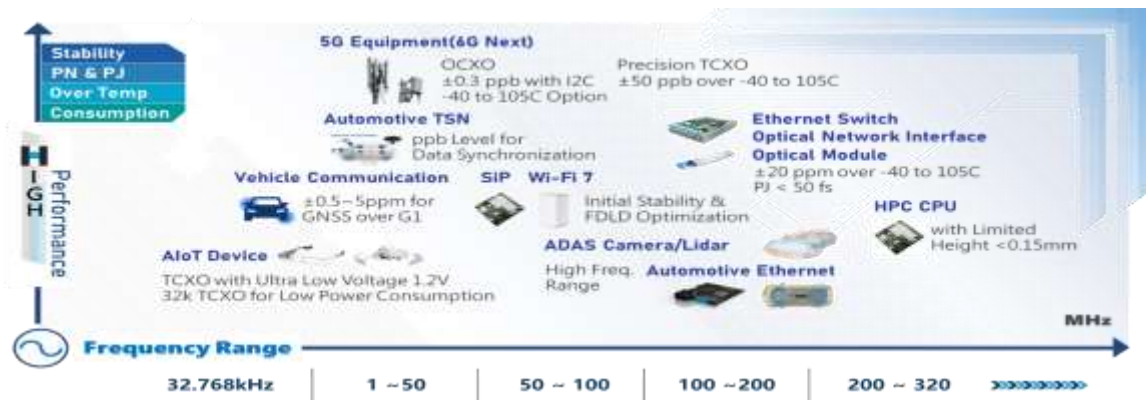 Stability
PN & PJ
Over Temp
Consumption
HIGH
Performance
5G Equipment(6G Next)
OCXO
±0.3 ppb with I2C
-40 to 105C Option
Precision TCXO
±50 ppb over -40 to 105C
Automotive TSN
ppb Level for
Data Synchronization
Ethernet Switch
Optical Network Interface
Optical Module
±20 ppm over -40 to 105C
PJ < 50 fs
Vehicle Communication
±0.5~5ppm for
GNSS over G1
SiP Wi-Fi 7
Initial Stability &
FDLD Optimization
HPC CPU
with Limited
Height <0.15mm
AIoT Device
TCXO with Ultra Low Voltage 1.2V
32k TCXO for Low Power Consumption
ADAS Camera/Lidar
High Freq.
Range
Automotive Ethernet
MHz
Frequency Range
32.768kHz
1 ~50
50 ~ 100
100 ~200
200 ~ 320